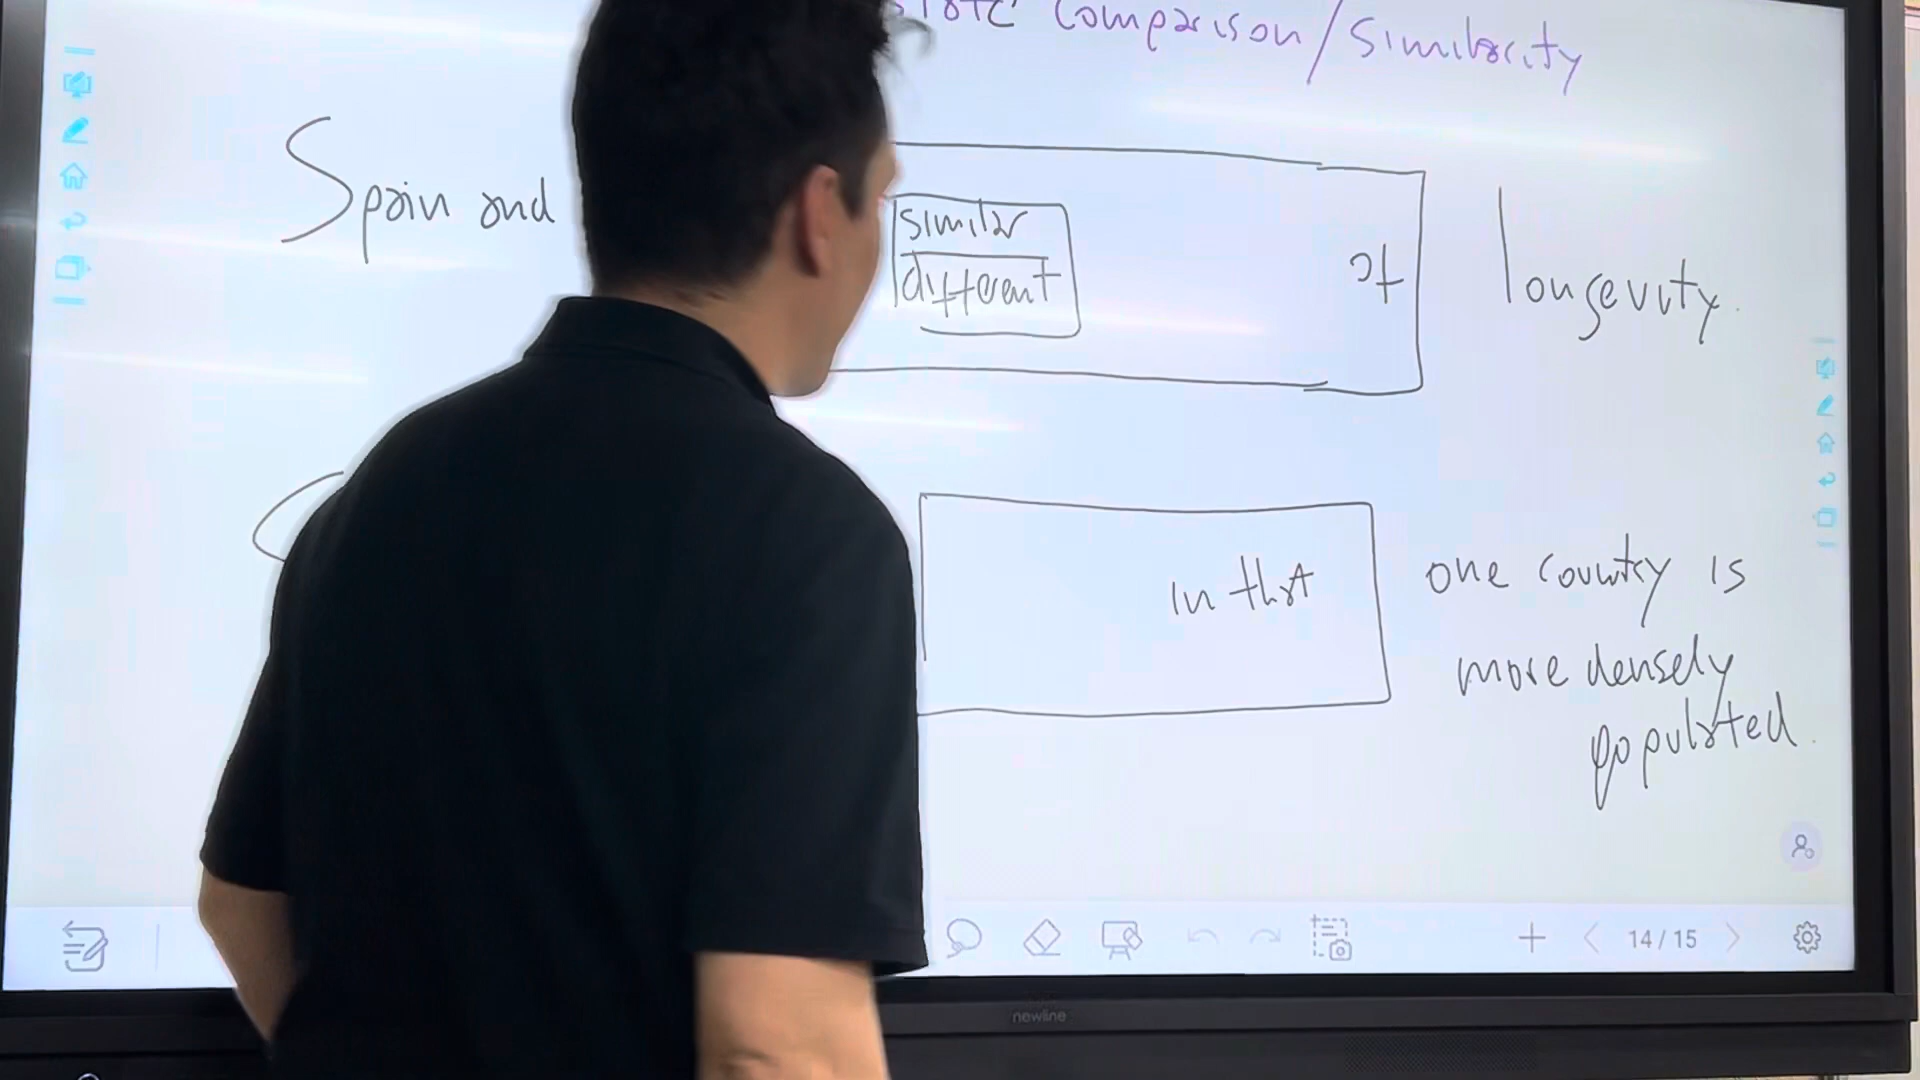 Comparison/Similarity
Spain and
similar
different
of
longevity.
in that
one country is
more densely
populated.
14/15
newline